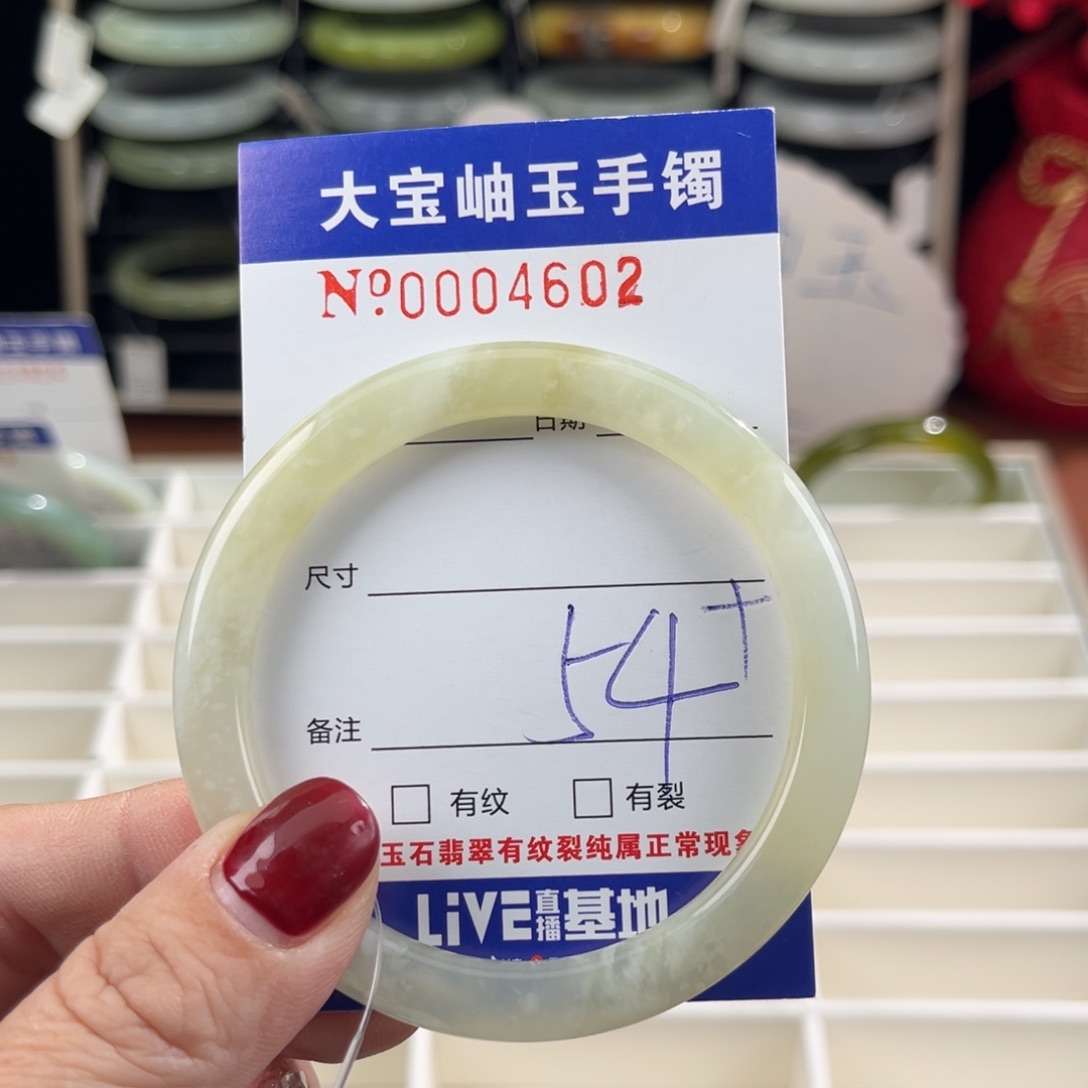 大宝岫玉手镯
Nº 0004602
日期
尺寸
54+
备注
有纹 有裂
玉石翡翠有纹裂纯属正常现象
LiVE直播基地